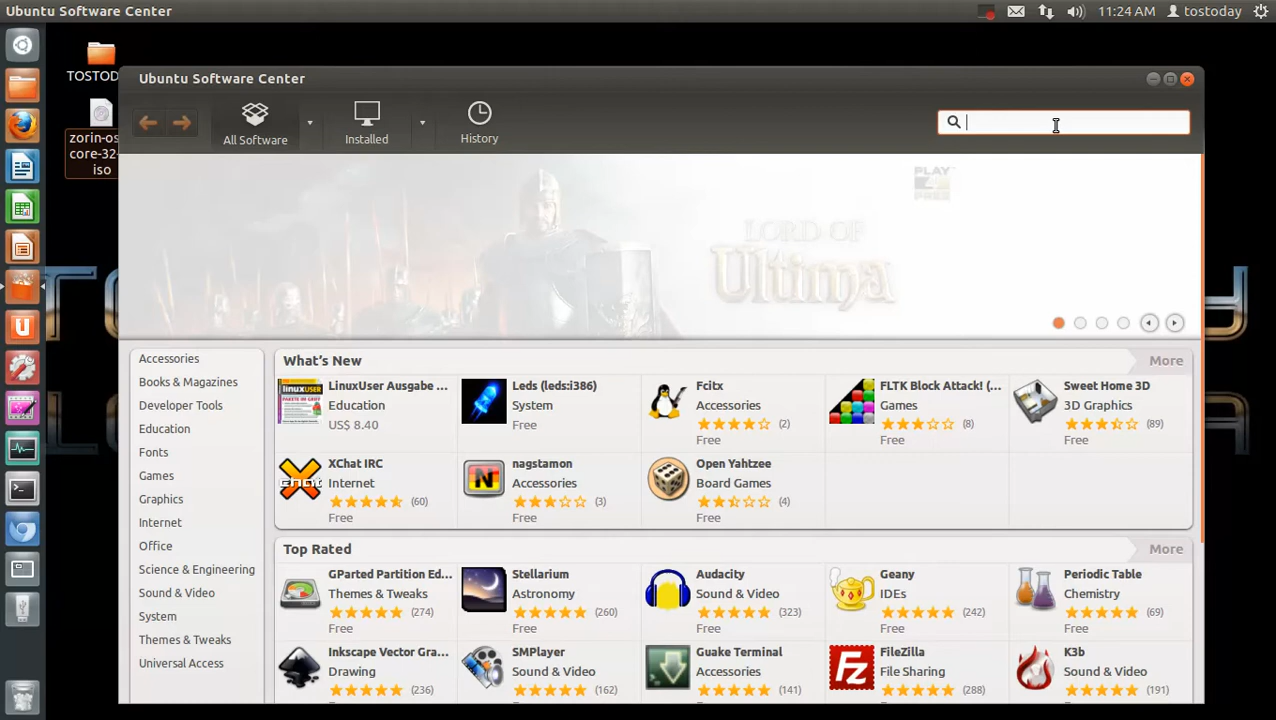 Ubuntu Software Center
11:24 AM
tostoday
TOSTOD
zorin-os
core-32
iso
Ubuntu Software Center
All Software
Installed
History
PLAY
4
FREE
LORD OF
Ultima
Accessories
Books & Magazines
Developer Tools
Education
Fonts
Games
Graphics
Internet
Office
Science & Engineering
Sound & Video
System
Themes & Tweaks
Universal Access
What's New
More
LinuxUser Ausgabe ...
Education
US$ 8.40
Leds (leds:i386)
System
Free
Fcitx
Accessories
(2)
Free
FLTK Block Attack! (...
Games
(8)
Free
Sweet Home 3D
3D Graphics
(89)
Free
XChat IRC
Internet
(60)
Free
nagstamon
Accessories
(3)
Free
Open Yahtzee
Board Games
(4)
Free
Top Rated
More
GParted Partition Ed...
Themes & Tweaks
(274)
Free
Stellarium
Astronomy
(260)
Free
Audacity
Sound & Video
(323)
Free
Geany
IDEs
(242)
Free
Periodic Table
Chemistry
(69)
Free
Inkscape Vector Gra...
Drawing
(236)
SMPlayer
Sound & Video
(162)
Guake Terminal
Accessories
(141)
FileZilla
File Sharing
(288)
K3b
Sound & Video
(191)